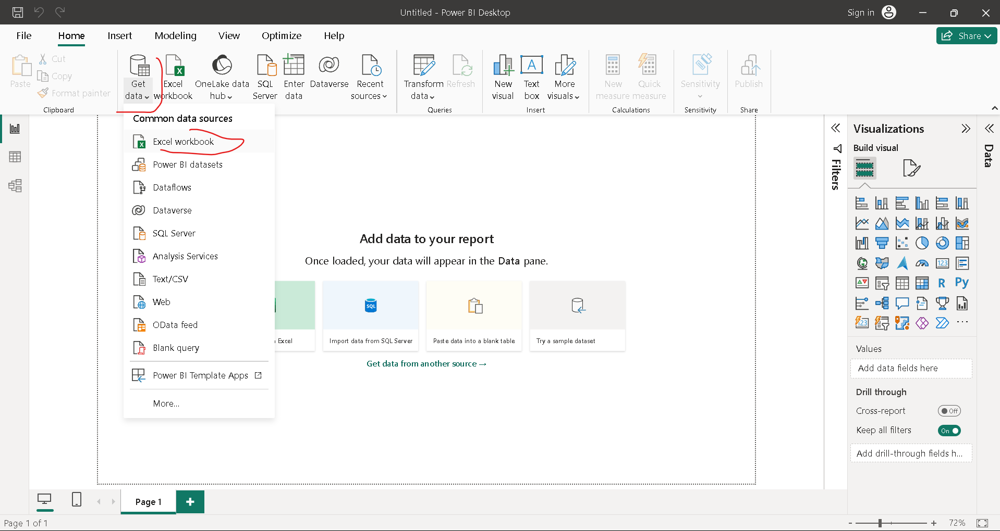 Untitled - Power BI Desktop
Sign in
File Home Insert Modeling View Optimize Help
Share
Paste
Cut
Copy
Format painter
Clipboard
Get data
Excel workbook
OneLake data hub
SQL Server
Enter data
Dataverse
Recent sources
Transform data
Refresh
Queries
New visual
Text box
More visuals
Insert
New measure
Quick measure
Calculations
Sensitivity
Sensitivity
Publish
Share
Common data sources
Excel workbook
Power BI datasets
Dataflows
Dataverse
SQL Server
Analysis Services
Text/CSV
Web
OData feed
Blank query
Power BI Template Apps
More...
Add data to your report
Once loaded, your data will appear in the Data pane.
SQL
Excel
Import data from SQL Server
Paste data into a blank table
Try a sample dataset
Get data from another source →
Filters
Visualizations
Build visual
123
R
Py
123
...
Values
Add data fields here
Drill through
Cross-report
Off
Keep all filters
On
Add drill-through fields h...
Data
Page 1
+
Page 1 of 1
- + 72%